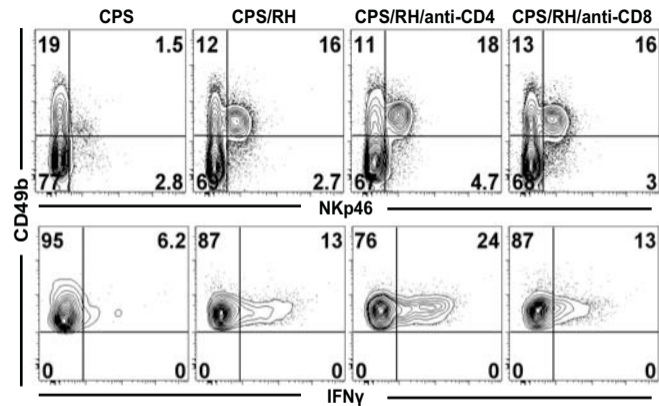 CPS CPS/RH CPS/RH/anti-CD4 CPS/RH/anti-CD8
19 1.5 12 16 11 18 13 16
77 2.8 69 2.7 67 4.7 68 3
NKp46
CD49b
95 6.2 87 13 76 24 87 13
0 0 0 0 0 0 0 0
IFNγ